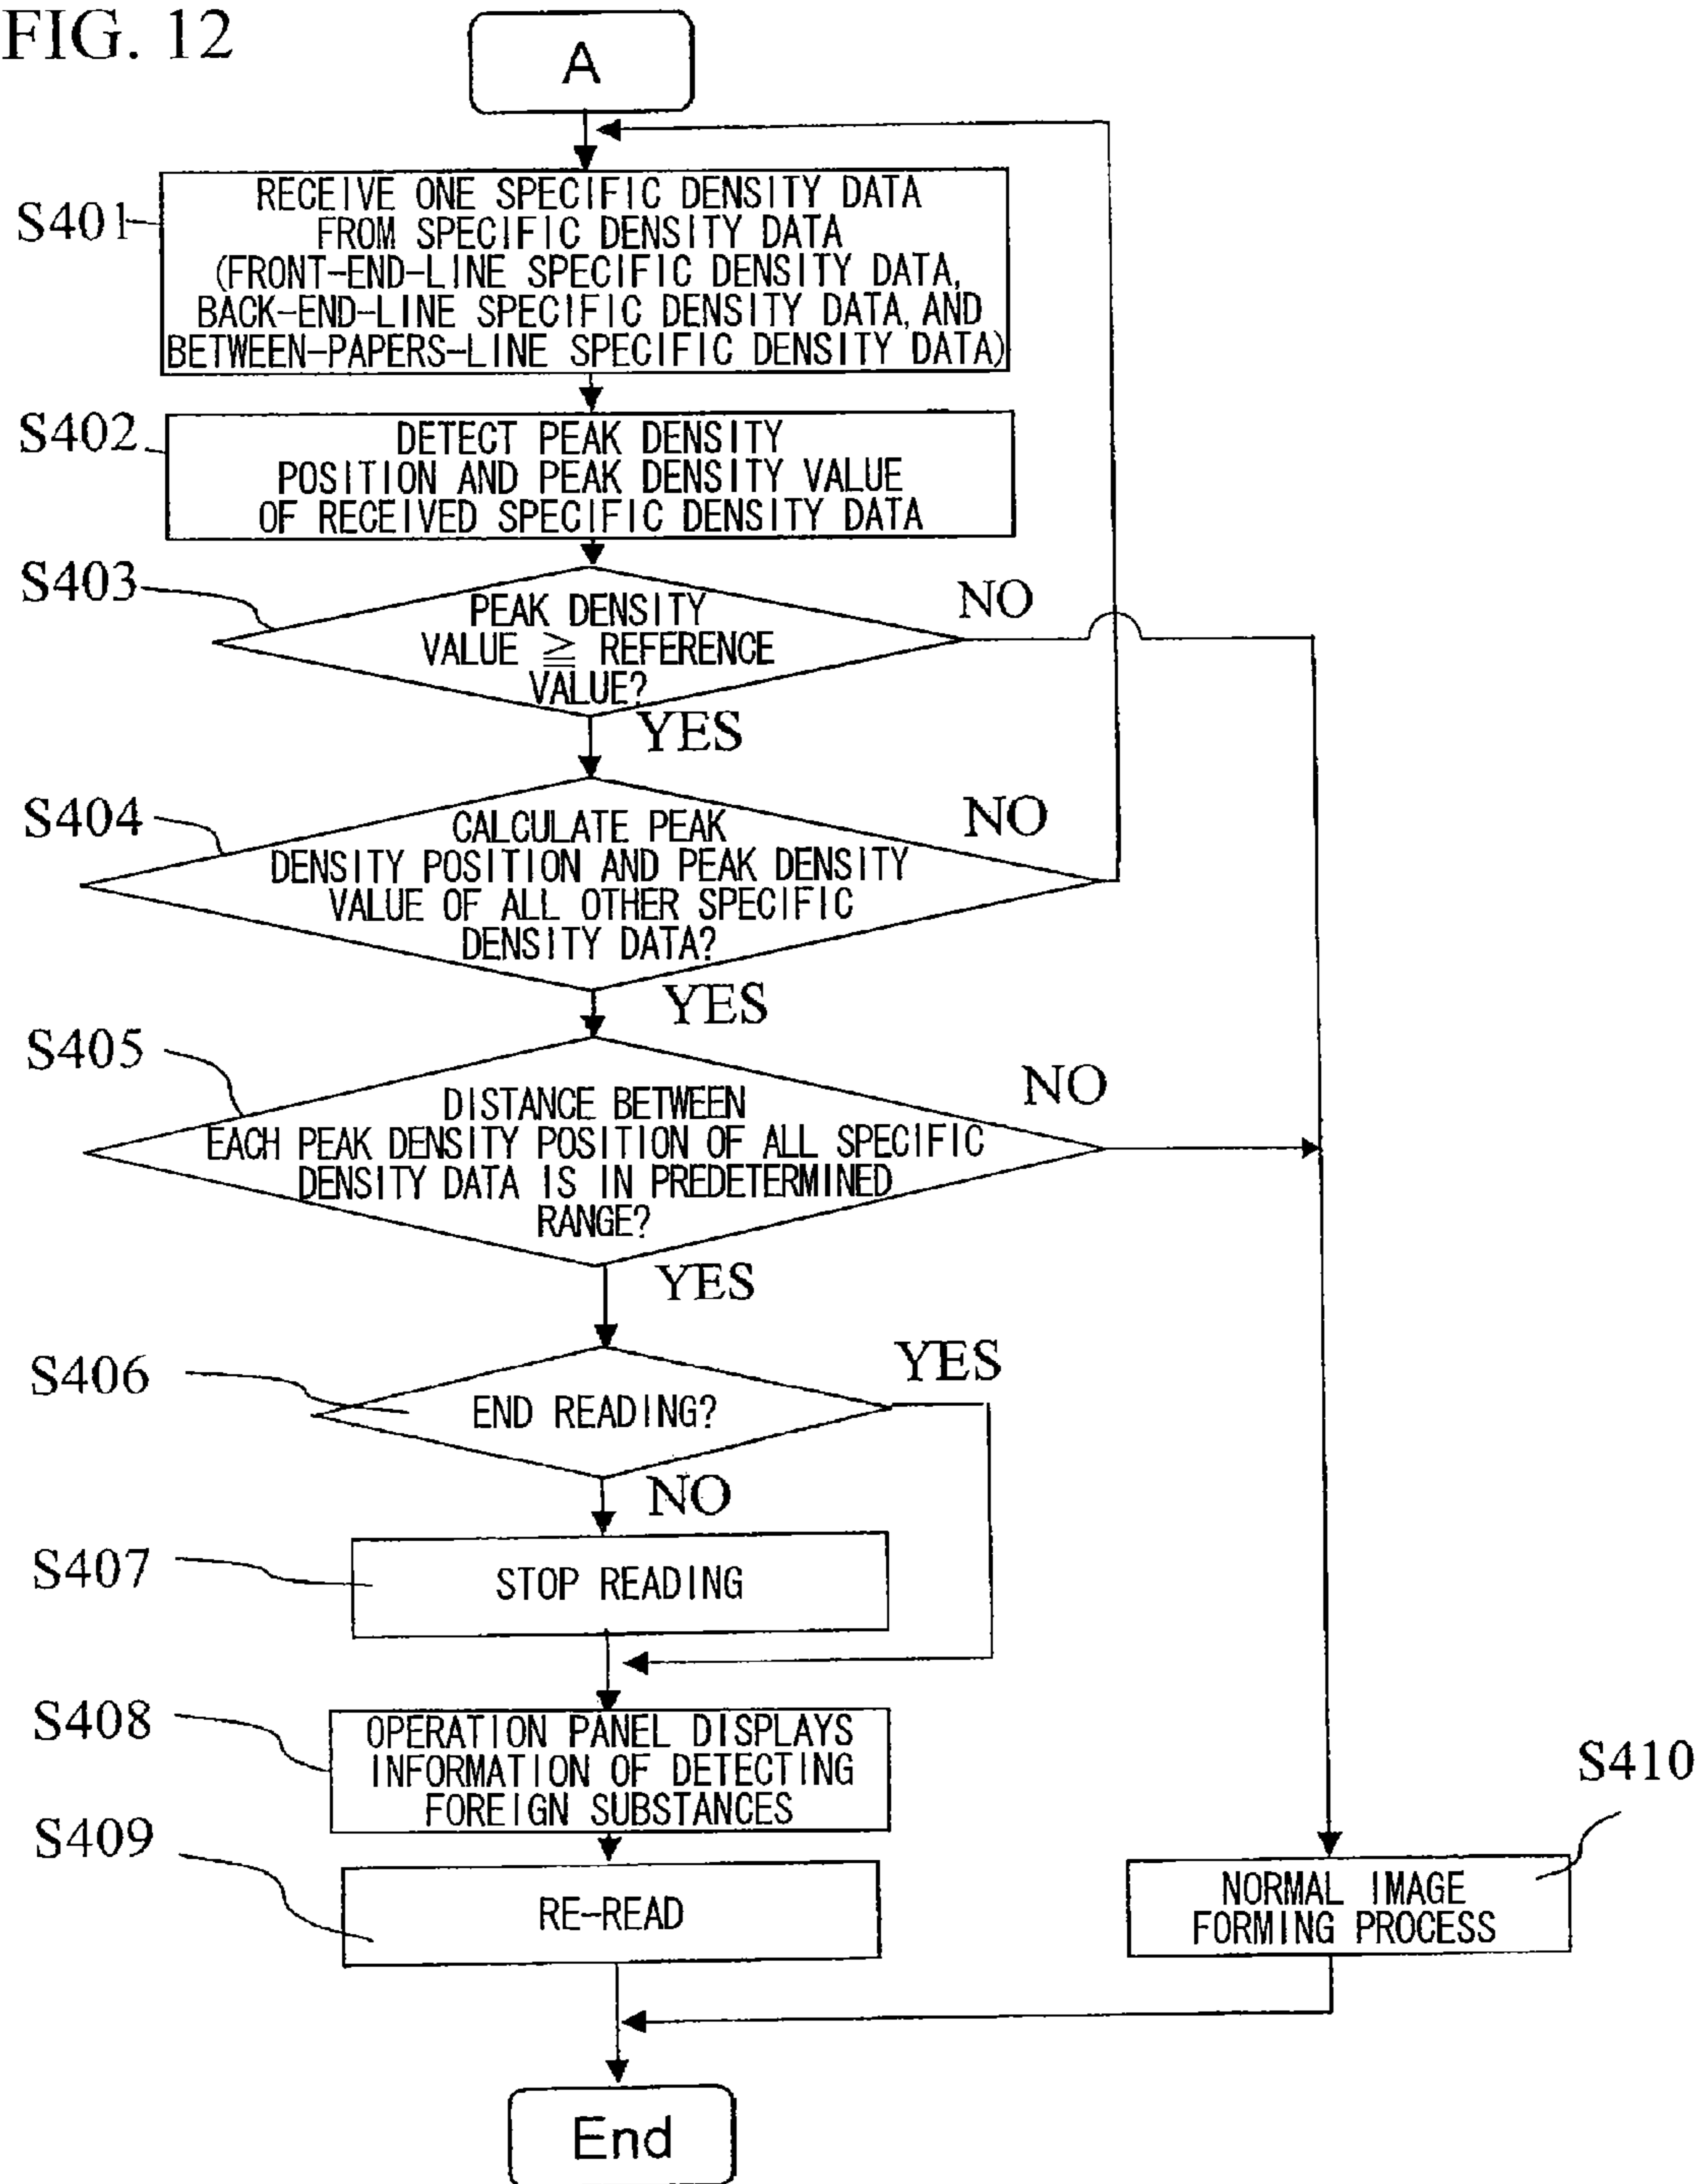 FIG. 12
A
S401
RECEIVE ONE SPECIFIC DENSITY DATA
FROM SPECIFIC DENSITY DATA
(FRONT-END-LINE SPECIFIC DENSITY DATA,
BACK-END-LINE SPECIFIC DENSITY DATA, AND
BETWEEN-PAPERS-LINE SPECIFIC DENSITY DATA)
S402
DETECT PEAK DENSITY
POSITION AND PEAK DENSITY VALUE
OF RECEIVED SPECIFIC DENSITY DATA
S403
PEAK DENSITY
VALUE ≧ REFERENCE
VALUE?
NO
YES
S404
CALCULATE PEAK
DENSITY POSITION AND PEAK DENSITY
VALUE OF ALL OTHER SPECIFIC
DENSITY DATA?
NO
YES
S405
DISTANCE BETWEEN
EACH PEAK DENSITY POSITION OF ALL SPECIFIC
DENSITY DATA IS IN PREDETERMINED
RANGE?
NO
YES
S406
END READING?
YES
NO
S407
STOP READING
S408
OPERATION PANEL DISPLAYS
INFORMATION OF DETECTING
FOREIGN SUBSTANCES
S409
RE-READ
S410
NORMAL IMAGE
FORMING PROCESS
End